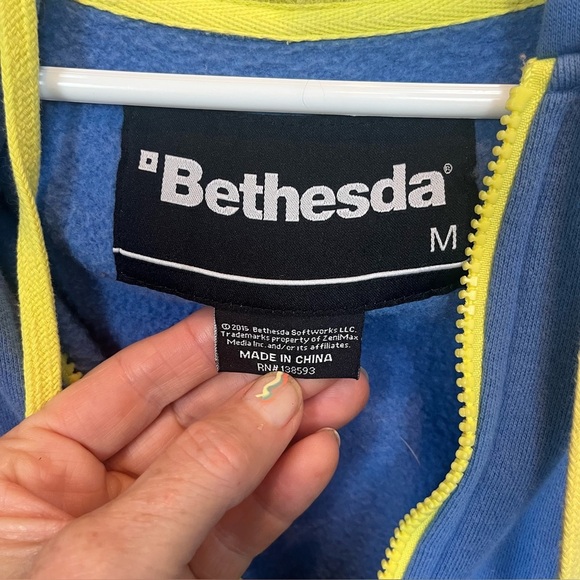 Bethesda®
M
©2015 Bethesda Softworks LLC.
Trademarks property of ZeniMax
Media Inc. and/or its affiliates.
MADE IN CHINA
RN# 138593